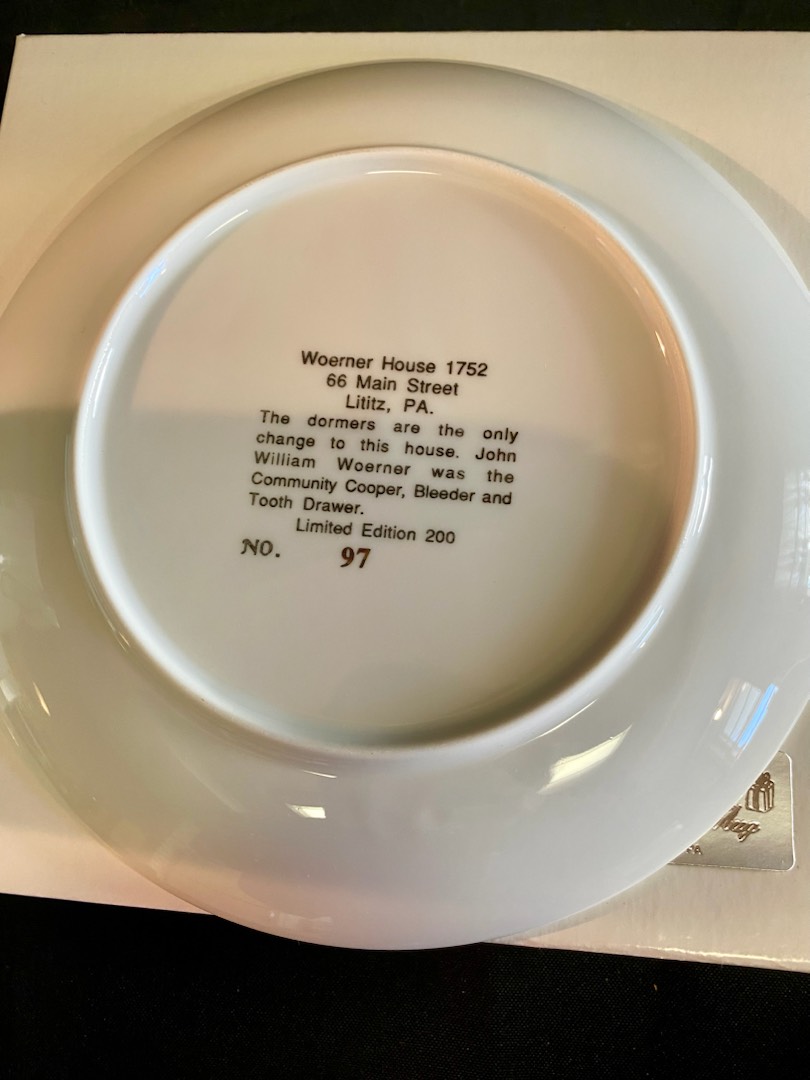 Woerner House 1752
66 Main Street
Lititz, PA.
The dormers are the only
change to this house. John
William Woerner was the
Community Cooper, Bleeder and
Tooth Drawer.
Limited Edition 200
NO. 97